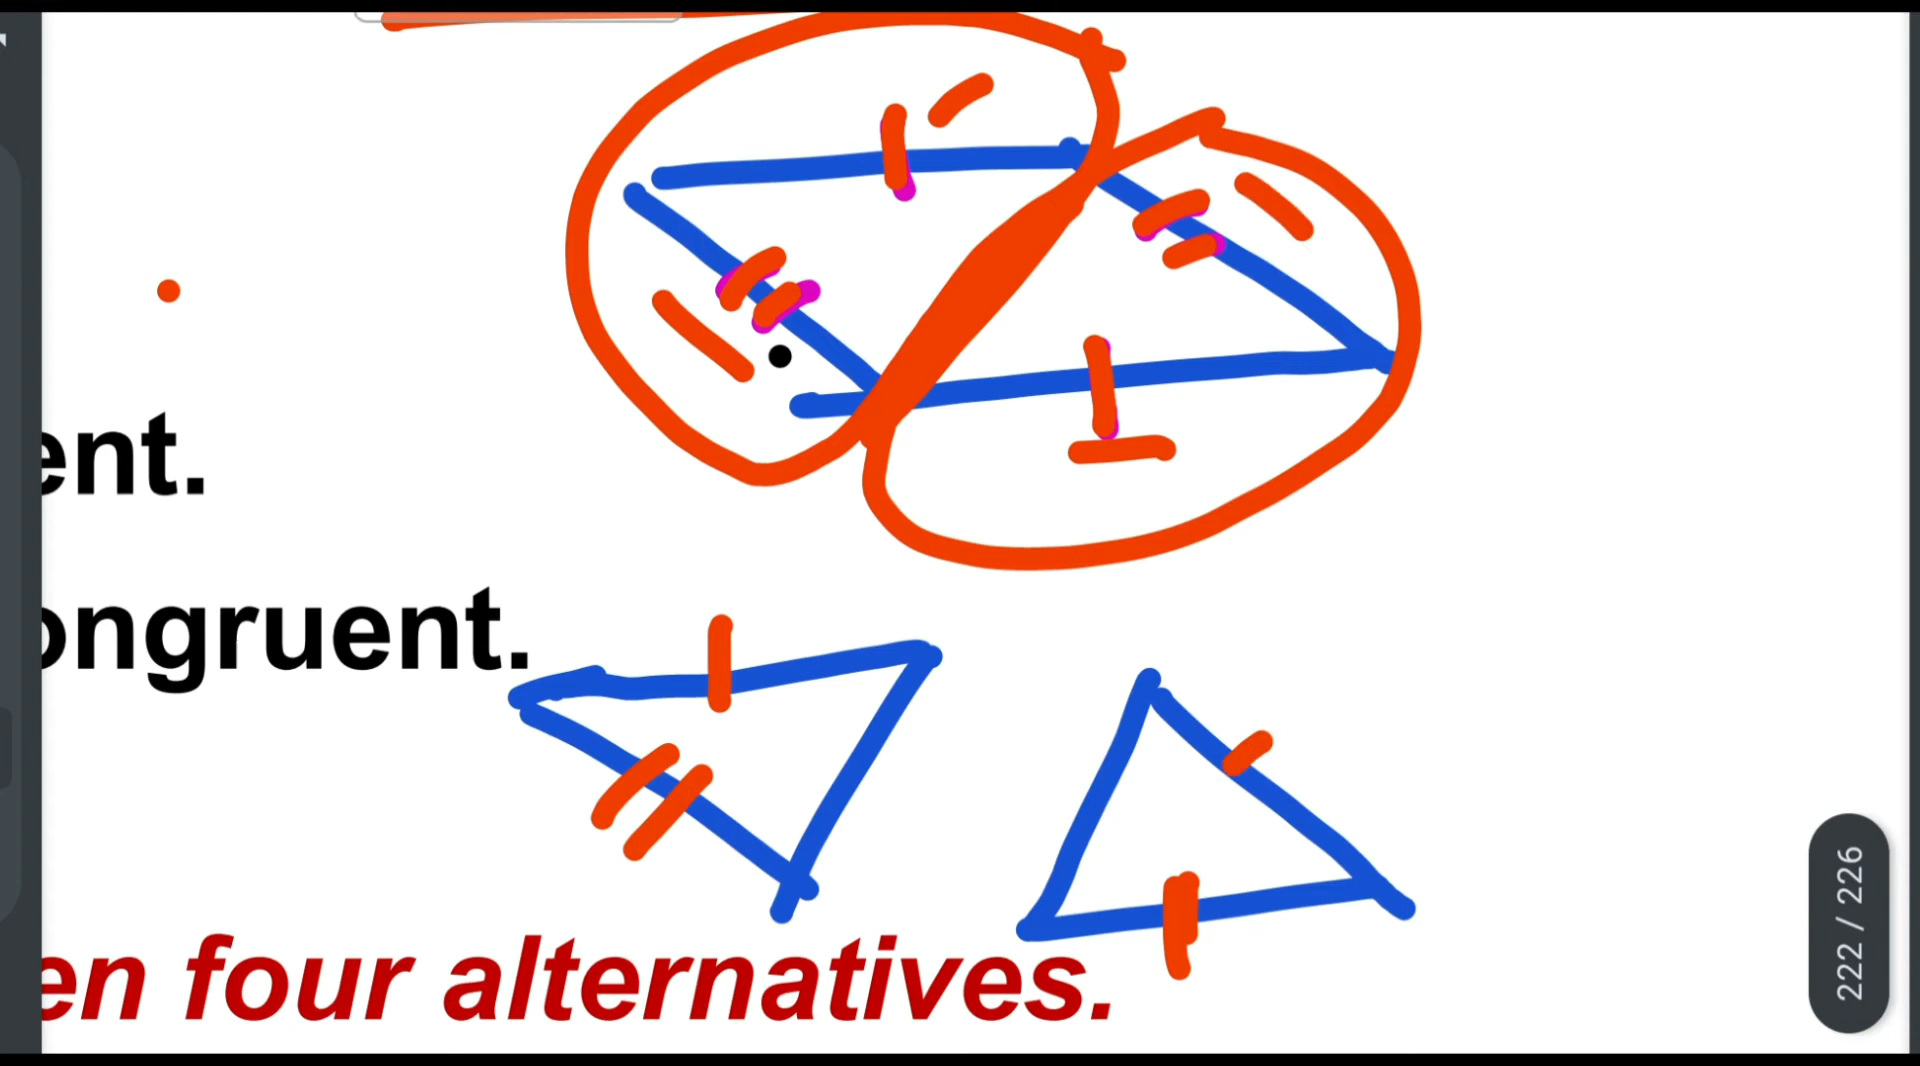 ent.
ongruent.
en four alternatives.
222 / 226